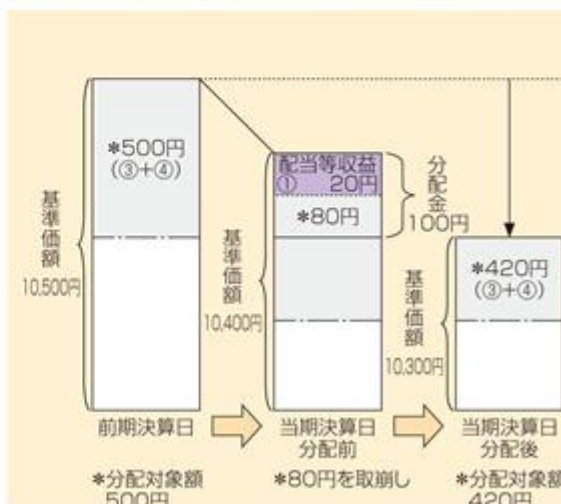 *500円
(③+④)
基準価額
10,500円
前期決算日
*分配対象額
500円
配当等収益
① 20円
*80円
分配金
100円
基準価額
10,400円
当期決算日
分配前
*80円を取崩し
*420円
(③+④)
基準価額
10,300円
当期決算日
分配後
*分配対象額
420円